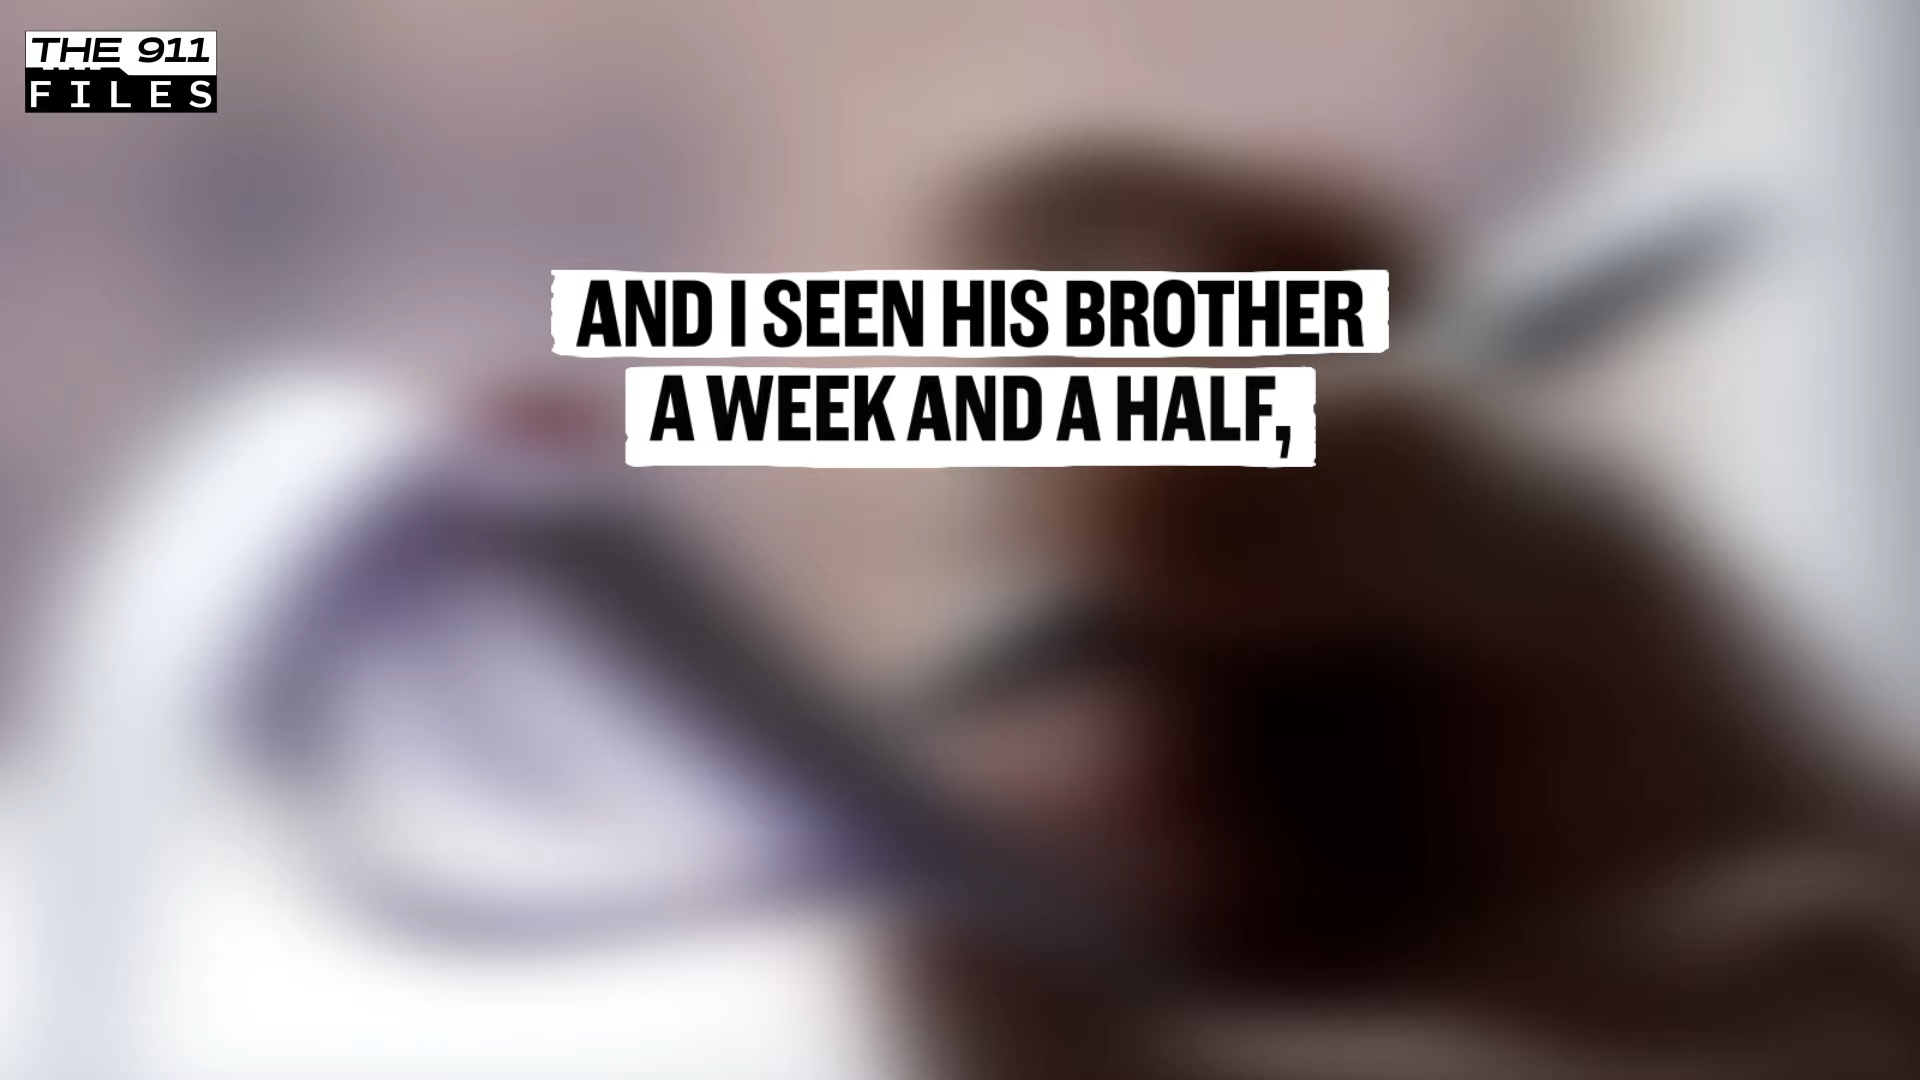 THE 911
FILES
AND I SEEN HIS BROTHER
A WEEK AND A HALF,